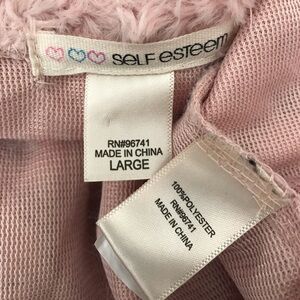 SELF ESTEEM
RN#96741
MADE IN CHINA
LARGE
100%POLYESTER
RN#96741
MADE IN CHINA